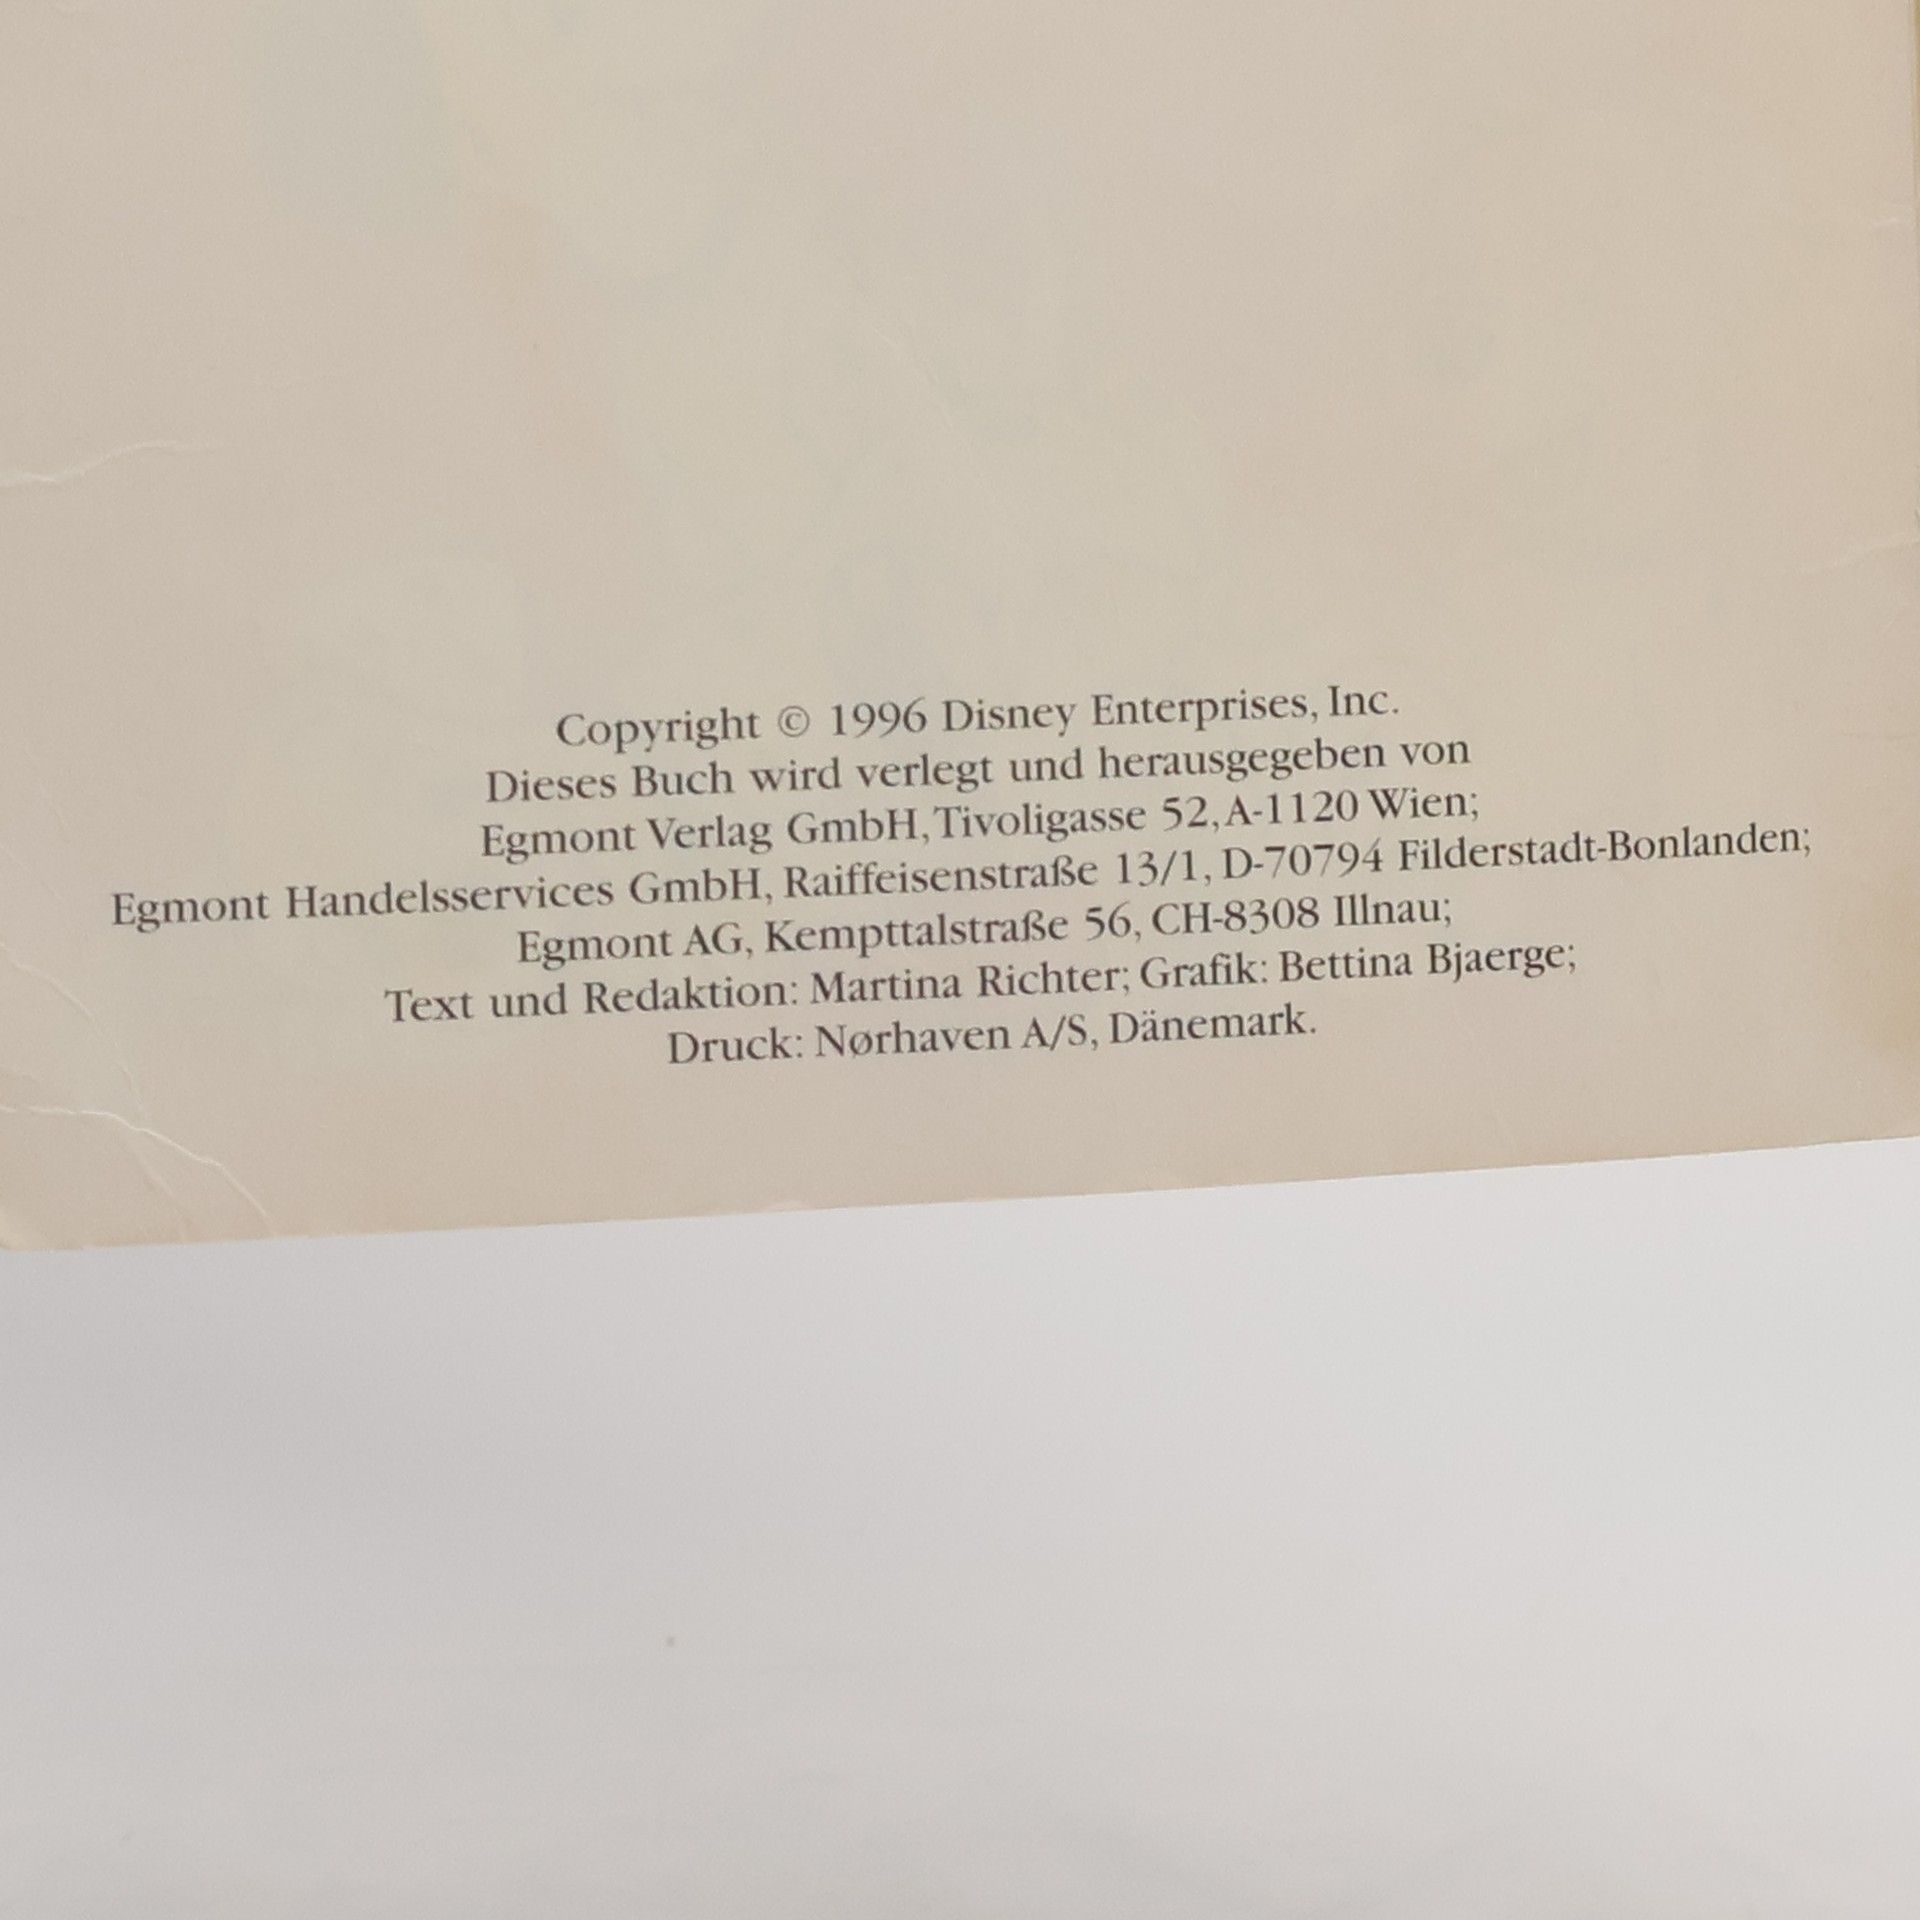 Copyright © 1996 Disney Enterprises, Inc.
Dieses Buch wird verlegt und herausgegeben von
Egmont Verlag GmbH, Tivoligasse 52, A-1120 Wien;
Egmont Handelsservices GmbH, Raiffeisenstraße 13/1, D-70794 Filderstadt-Bonlanden;
Egmont AG, Kempttalstraße 56, CH-8308 Illnau;
Text und Redaktion: Martina Richter; Grafik: Bettina Bjaerge;
Druck: Nørhaven A/S, Dänemark.